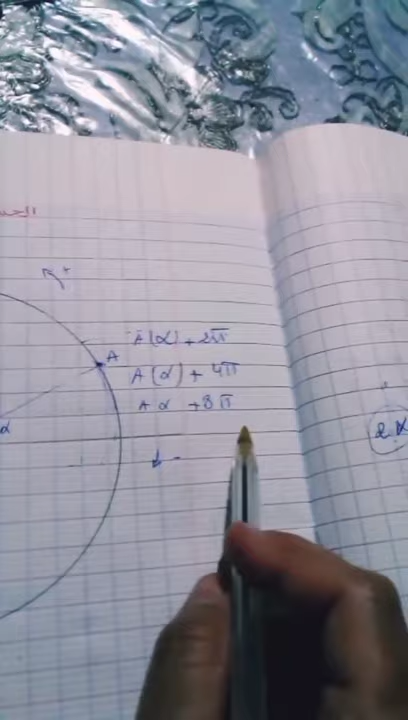 A
A(α) + 2π
A(α) + 4π
A α + 8π
α
+
-